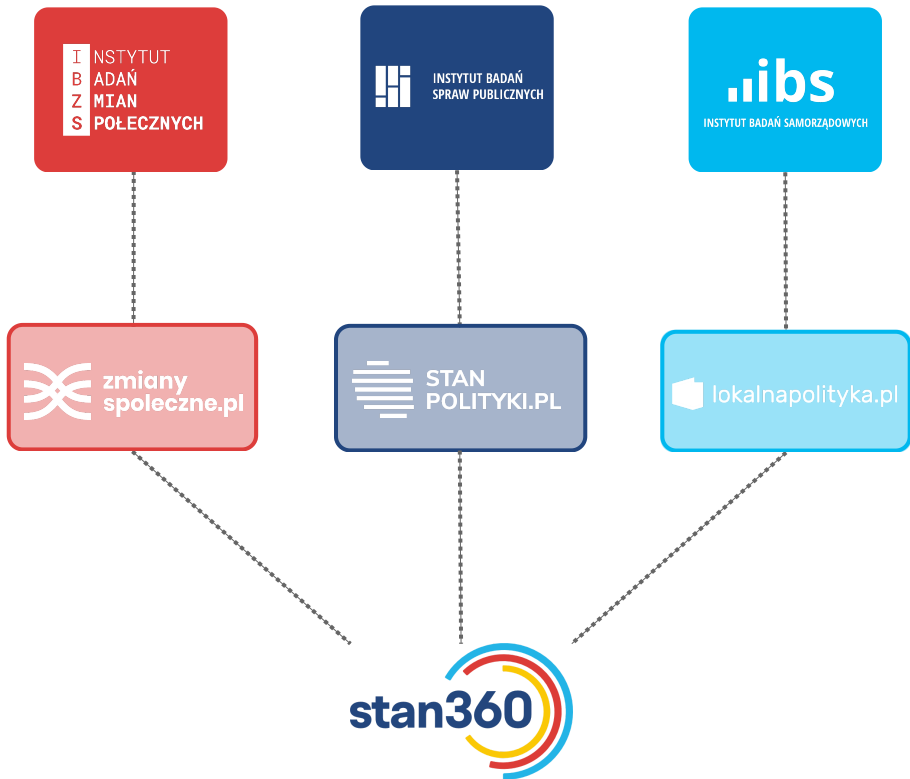 INSTYTUT
BADAŃ
ZMIAN
SPOŁECZNYCH
INSTYTUT BADAŃ
SPRAW PUBLICZNYCH
ibs
INSTYTUT BADAŃ SAMORZĄDOWYCH
zmiany
spoleczne.pl
STAN
POLITYKI.PL
lokalnapolityka.pl
stan360